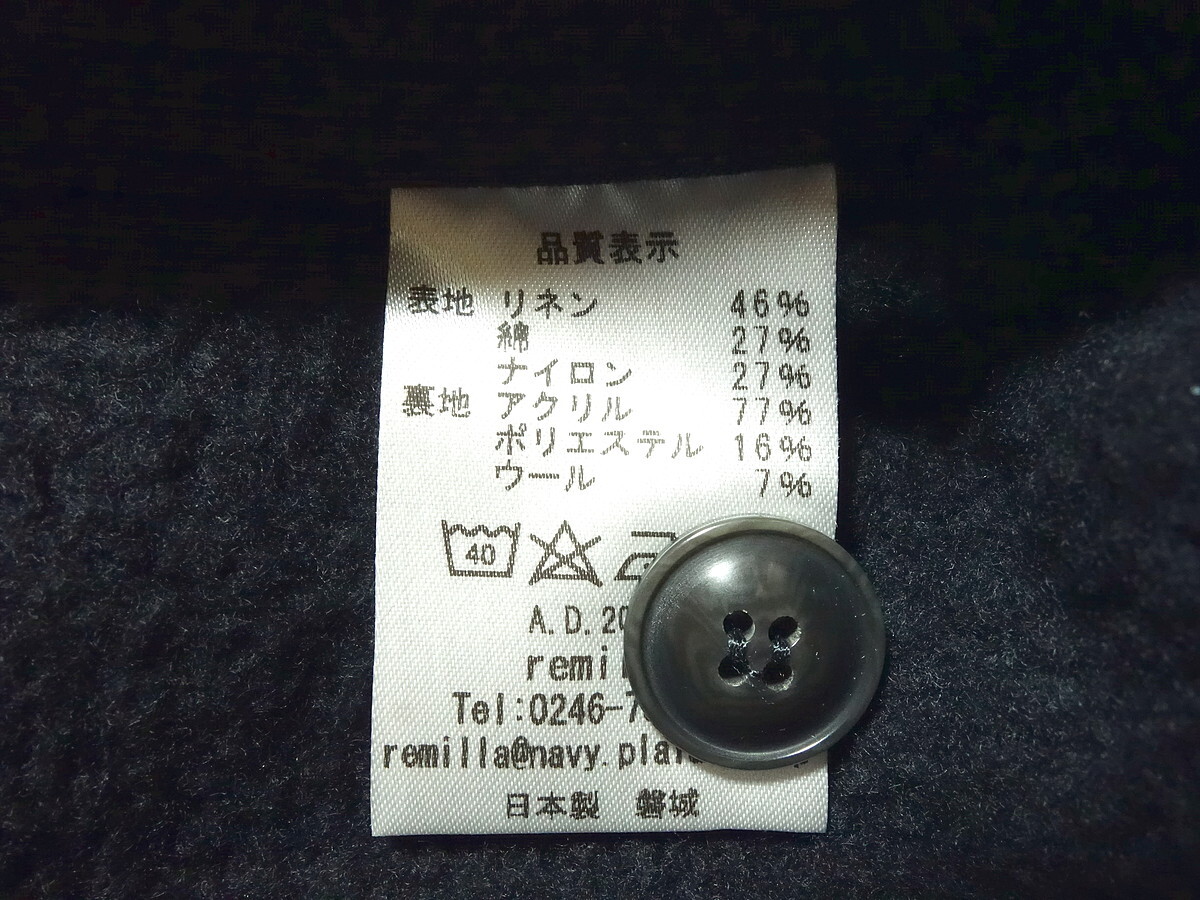 品質表示
表地 リネン 46%
綿 27%
ナイロン 27%
裏地 アクリル 77%
ポリエステル 16%
ウール 7%
40
A.D.20
remi
Tel:0246-7
remilla@navy.plai
日本製 磐城